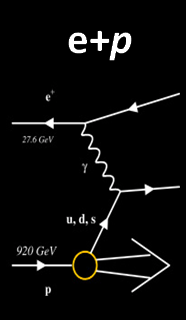 e+p
e+
27.6 GeV
γ
u, d, s
920 GeV
p